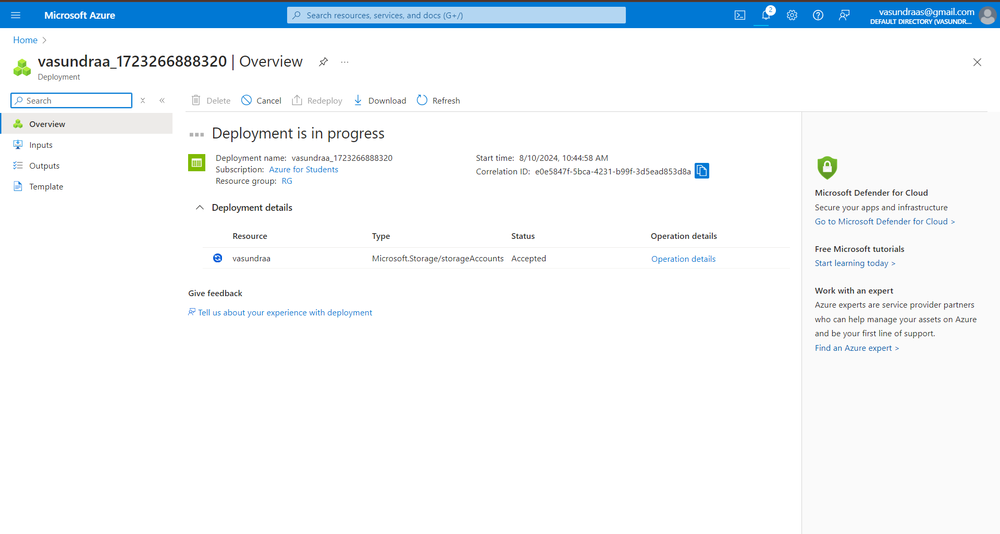 Microsoft Azure
Search resources, services, and docs (G+/)
2
vasundraas@gmail.com
DEFAULT DIRECTORY (VASUNDR...
Home
vasundraa_1723266888320 | Overview
...
Deployment
Search
Delete
Cancel
Redeploy
Download
Refresh
Overview
Inputs
Outputs
Template
Deployment is in progress
Deployment name: vasundraa_1723266888320
Subscription: Azure for Students
Resource group: RG
Start time: 8/10/2024, 10:44:58 AM
Correlation ID: e0e5847f-5bca-4231-b99f-3d5ead853d8a
Deployment details
Resource Type Status Operation details
vasundraa Microsoft.Storage/storageAccounts Accepted Operation details
Give feedback
Tell us about your experience with deployment
Microsoft Defender for Cloud
Secure your apps and infrastructure
Go to Microsoft Defender for Cloud >
Free Microsoft tutorials
Start learning today >
Work with an expert
Azure experts are service provider partners
who can help manage your assets on Azure
and be your first line of support.
Find an Azure expert >